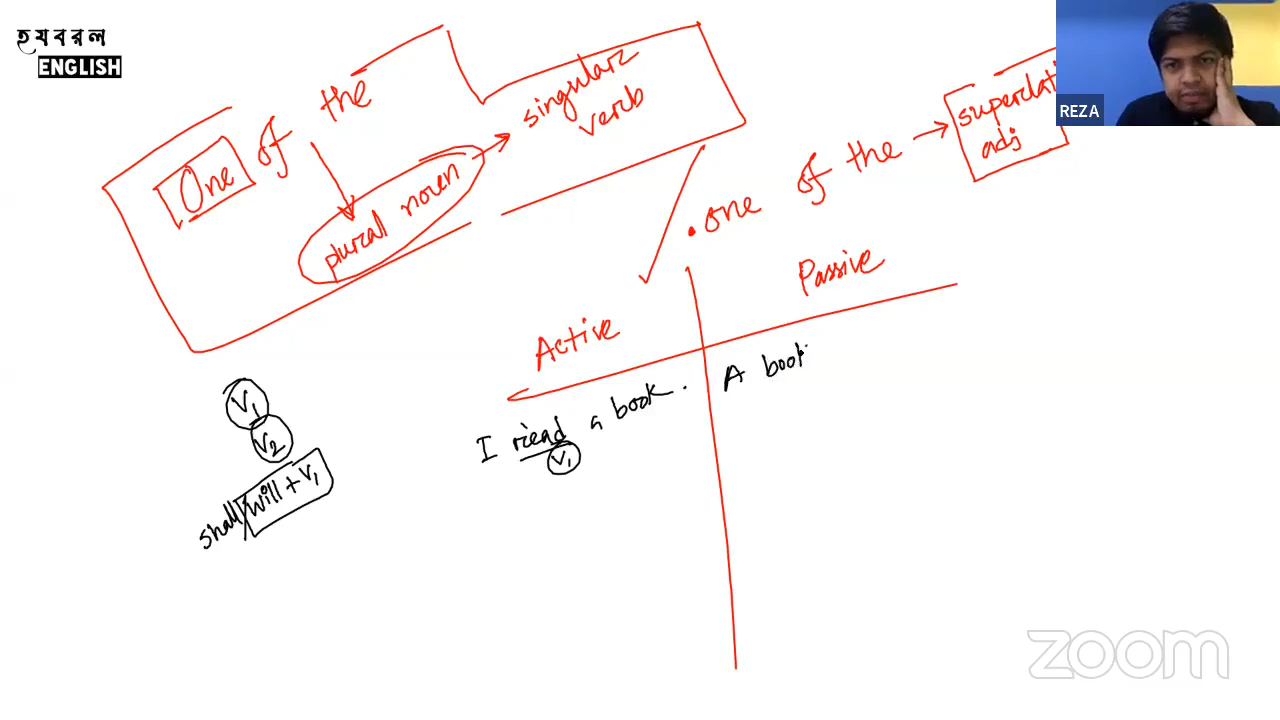 হ য ব র ল
ENGLISH
One of the
plural noun
singular
verb
one of the
superlati
adj
REZA
Active
Passive
I read a book.
V1
A book
V1
V2
shall/will + V1
zoom